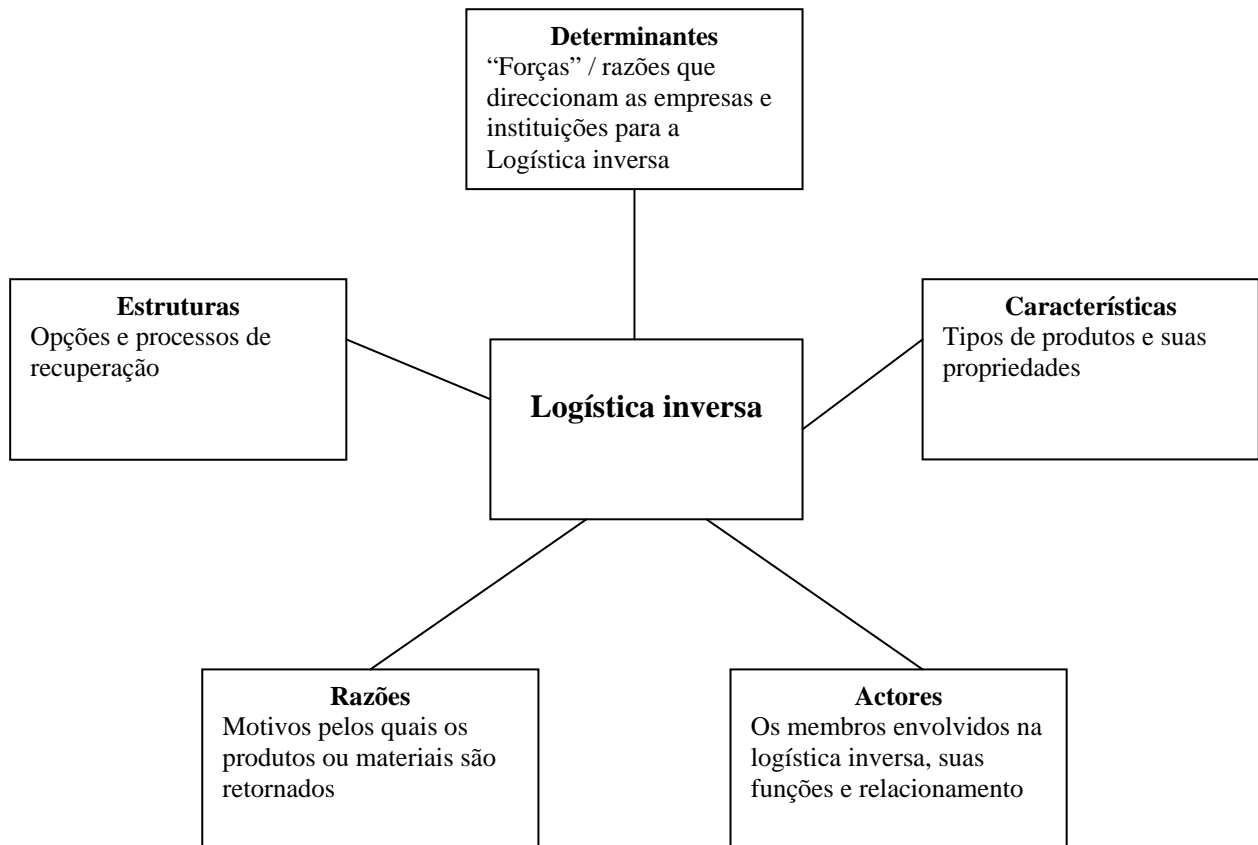 Determinantes
“Forças” / razões que
direccionam as empresas e
instituições para a
Logística inversa
Estruturas
Opções e processos de
recuperação
Logística inversa
Características
Tipos de produtos e suas
propriedades
Razões
Motivos pelos quais os
produtos ou materiais são
retornados
Actores
Os membros envolvidos na
logística inversa, suas
funções e relacionamento